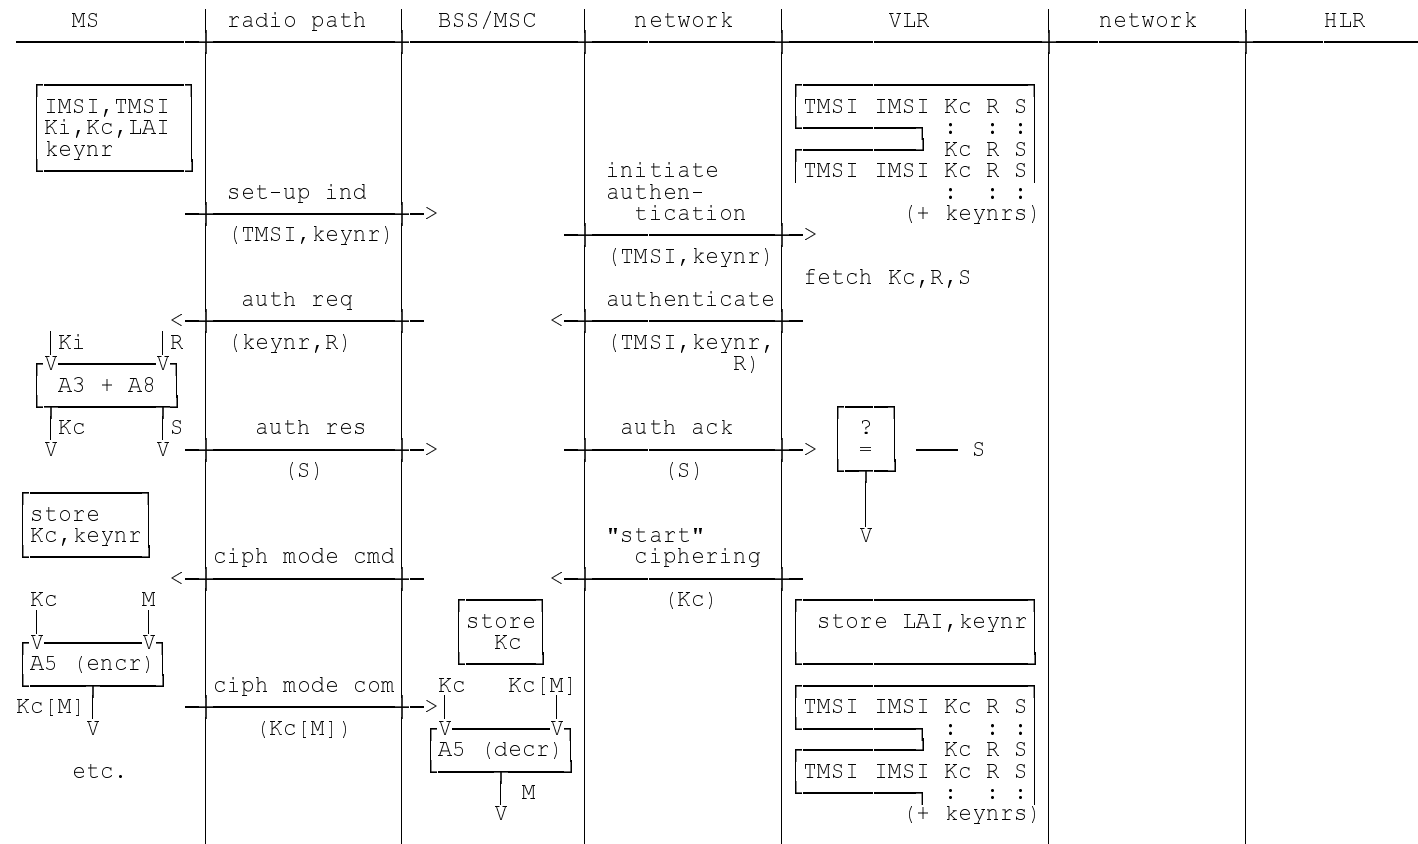 MS radio path BSS/MSC network VLR network HLR
IMSI,TMSI
Ki,Kc,LAI
keynr
TMSI IMSI Kc R S
: : :
Kc R S
TMSI IMSI Kc R S
: : :
(+ keynrs)
set-up ind
(TMSI,keynr)
initiate
authen-
tication
(TMSI,keynr)
>
>
fetch Kc,R,S
auth req
<
(keynr,R)
authenticate
<
(TMSI,keynr,
R)
Ki R
V V
A3 + A8
Kc S
V V
auth res
>
(S)
auth ack
>
(S)
?
= S
V
store
Kc,keynr
ciph mode cmd
<
"start"
ciphering
<
(Kc)
Kc M
V V
A5 (encr)
Kc[M]
V
etc.
store
Kc
store LAI,keynr
ciph mode com
>
(Kc[M])
Kc Kc[M]
V V
A5 (decr)
M
V
TMSI IMSI Kc R S
: : :
Kc R S
TMSI IMSI Kc R S
: : :
(+ keynrs)